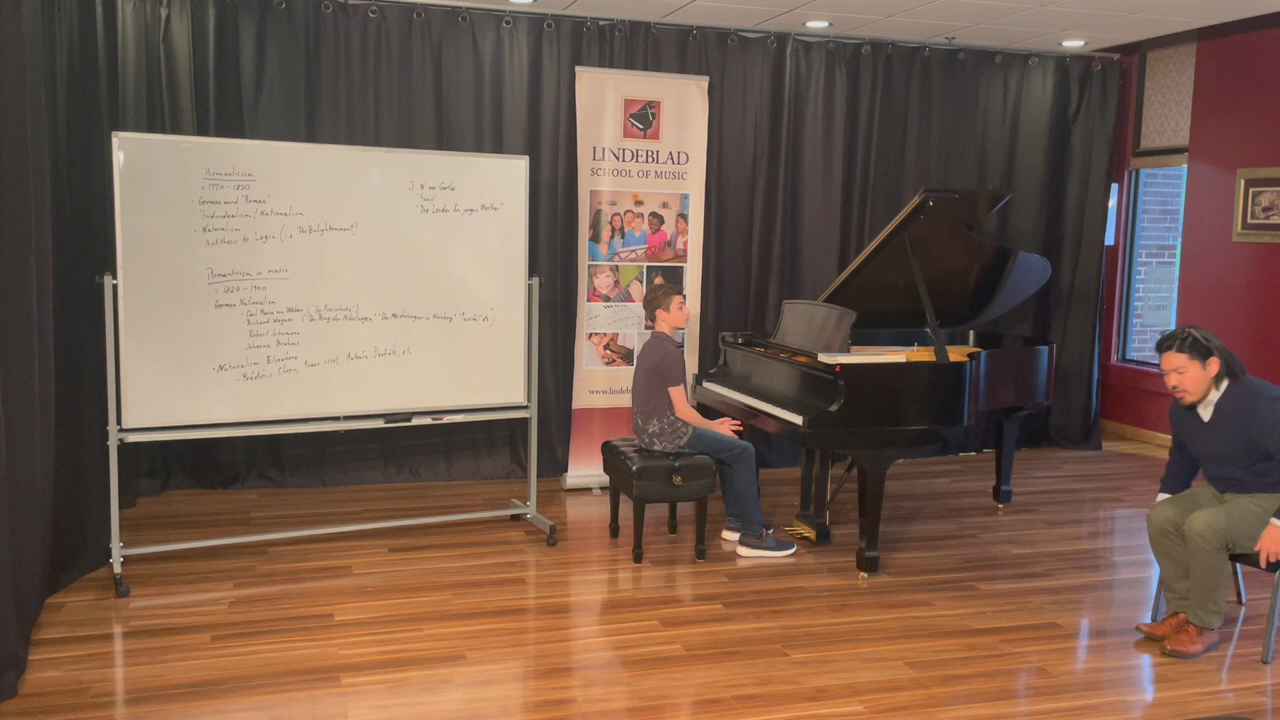 Romanticism
c 1770-1850
· German word "Roman"
· Individualism / Nationalism
· Naturalism
· Antithesis to Logic (i.e. The Enlightenment)
Romanticism in music
· c. 1820-1900
· German Nationalism
- Carl Maria von Weber ("Der Freischutz")
- Richard Wagner ("Der Ring des Nibelungen" "Die Meistersinger in Nürnberg" "Parsifal" etc)
Robert Schumann
Johannes Brahms
· Nationalism Elsewhere
- Frédéric Chopin, Franz Liszt, Antonín Dvořák, etc.
J. W von Goethe
"Faust"
"Die Leiden des jungen Werther"
LINDEBLAD
SCHOOL OF MUSIC